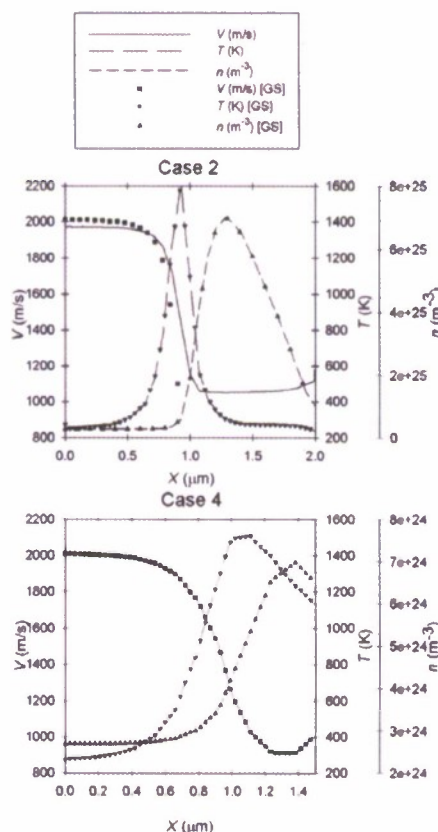 V (m/s)
T (K)
n (m⁻³)
V (m/s) [GS]
T (K) [GS]
n (m⁻³) [GS]
Case 2
2200
2000
1800
1600
1400
1200
1000
800
V (m/s)
1600
1400
1200
1000
800
600
400
200
T (K)
8e+25
6e+25
4e+25
2e+25
0
n (m⁻³)
0.0 0.5 1.0 1.5 2.0
X (μm)
Case 4
2200
2000
1800
1600
1400
1200
1000
800
V (m/s)
1600
1400
1200
1000
800
600
400
200
T (K)
8e+24
7e+24
6e+24
5e+24
4e+24
3e+24
2e+24
n (m⁻³)
0.0 0.2 0.4 0.6 0.8 1.0 1.2 1.4
X (μm)